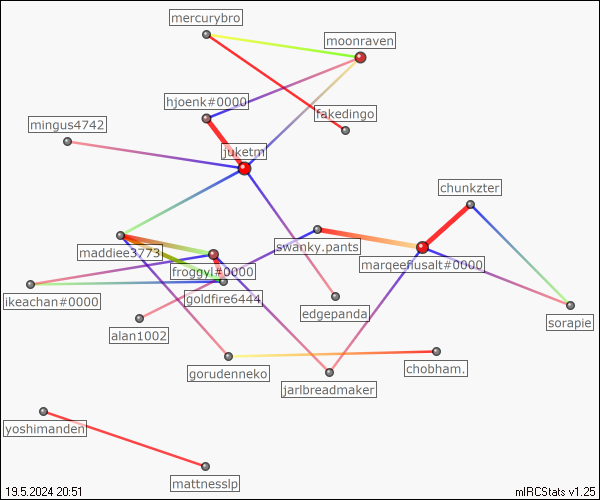 mercurybro
moonraven
hjoenk#0000
fakedingo
mingus4742
juketm
chunkzter
swanky.pants
maddiee3773
marqeeflusalt#0000
froggyl#0000
ikeachan#0000
goldfire6444
edgepanda
sorapie
alan1002
gorudenneko
chobham.
jarlbreadmaker
yoshimanden
mattnesslp
19.5.2024 20:51
mIRCStats v1.25